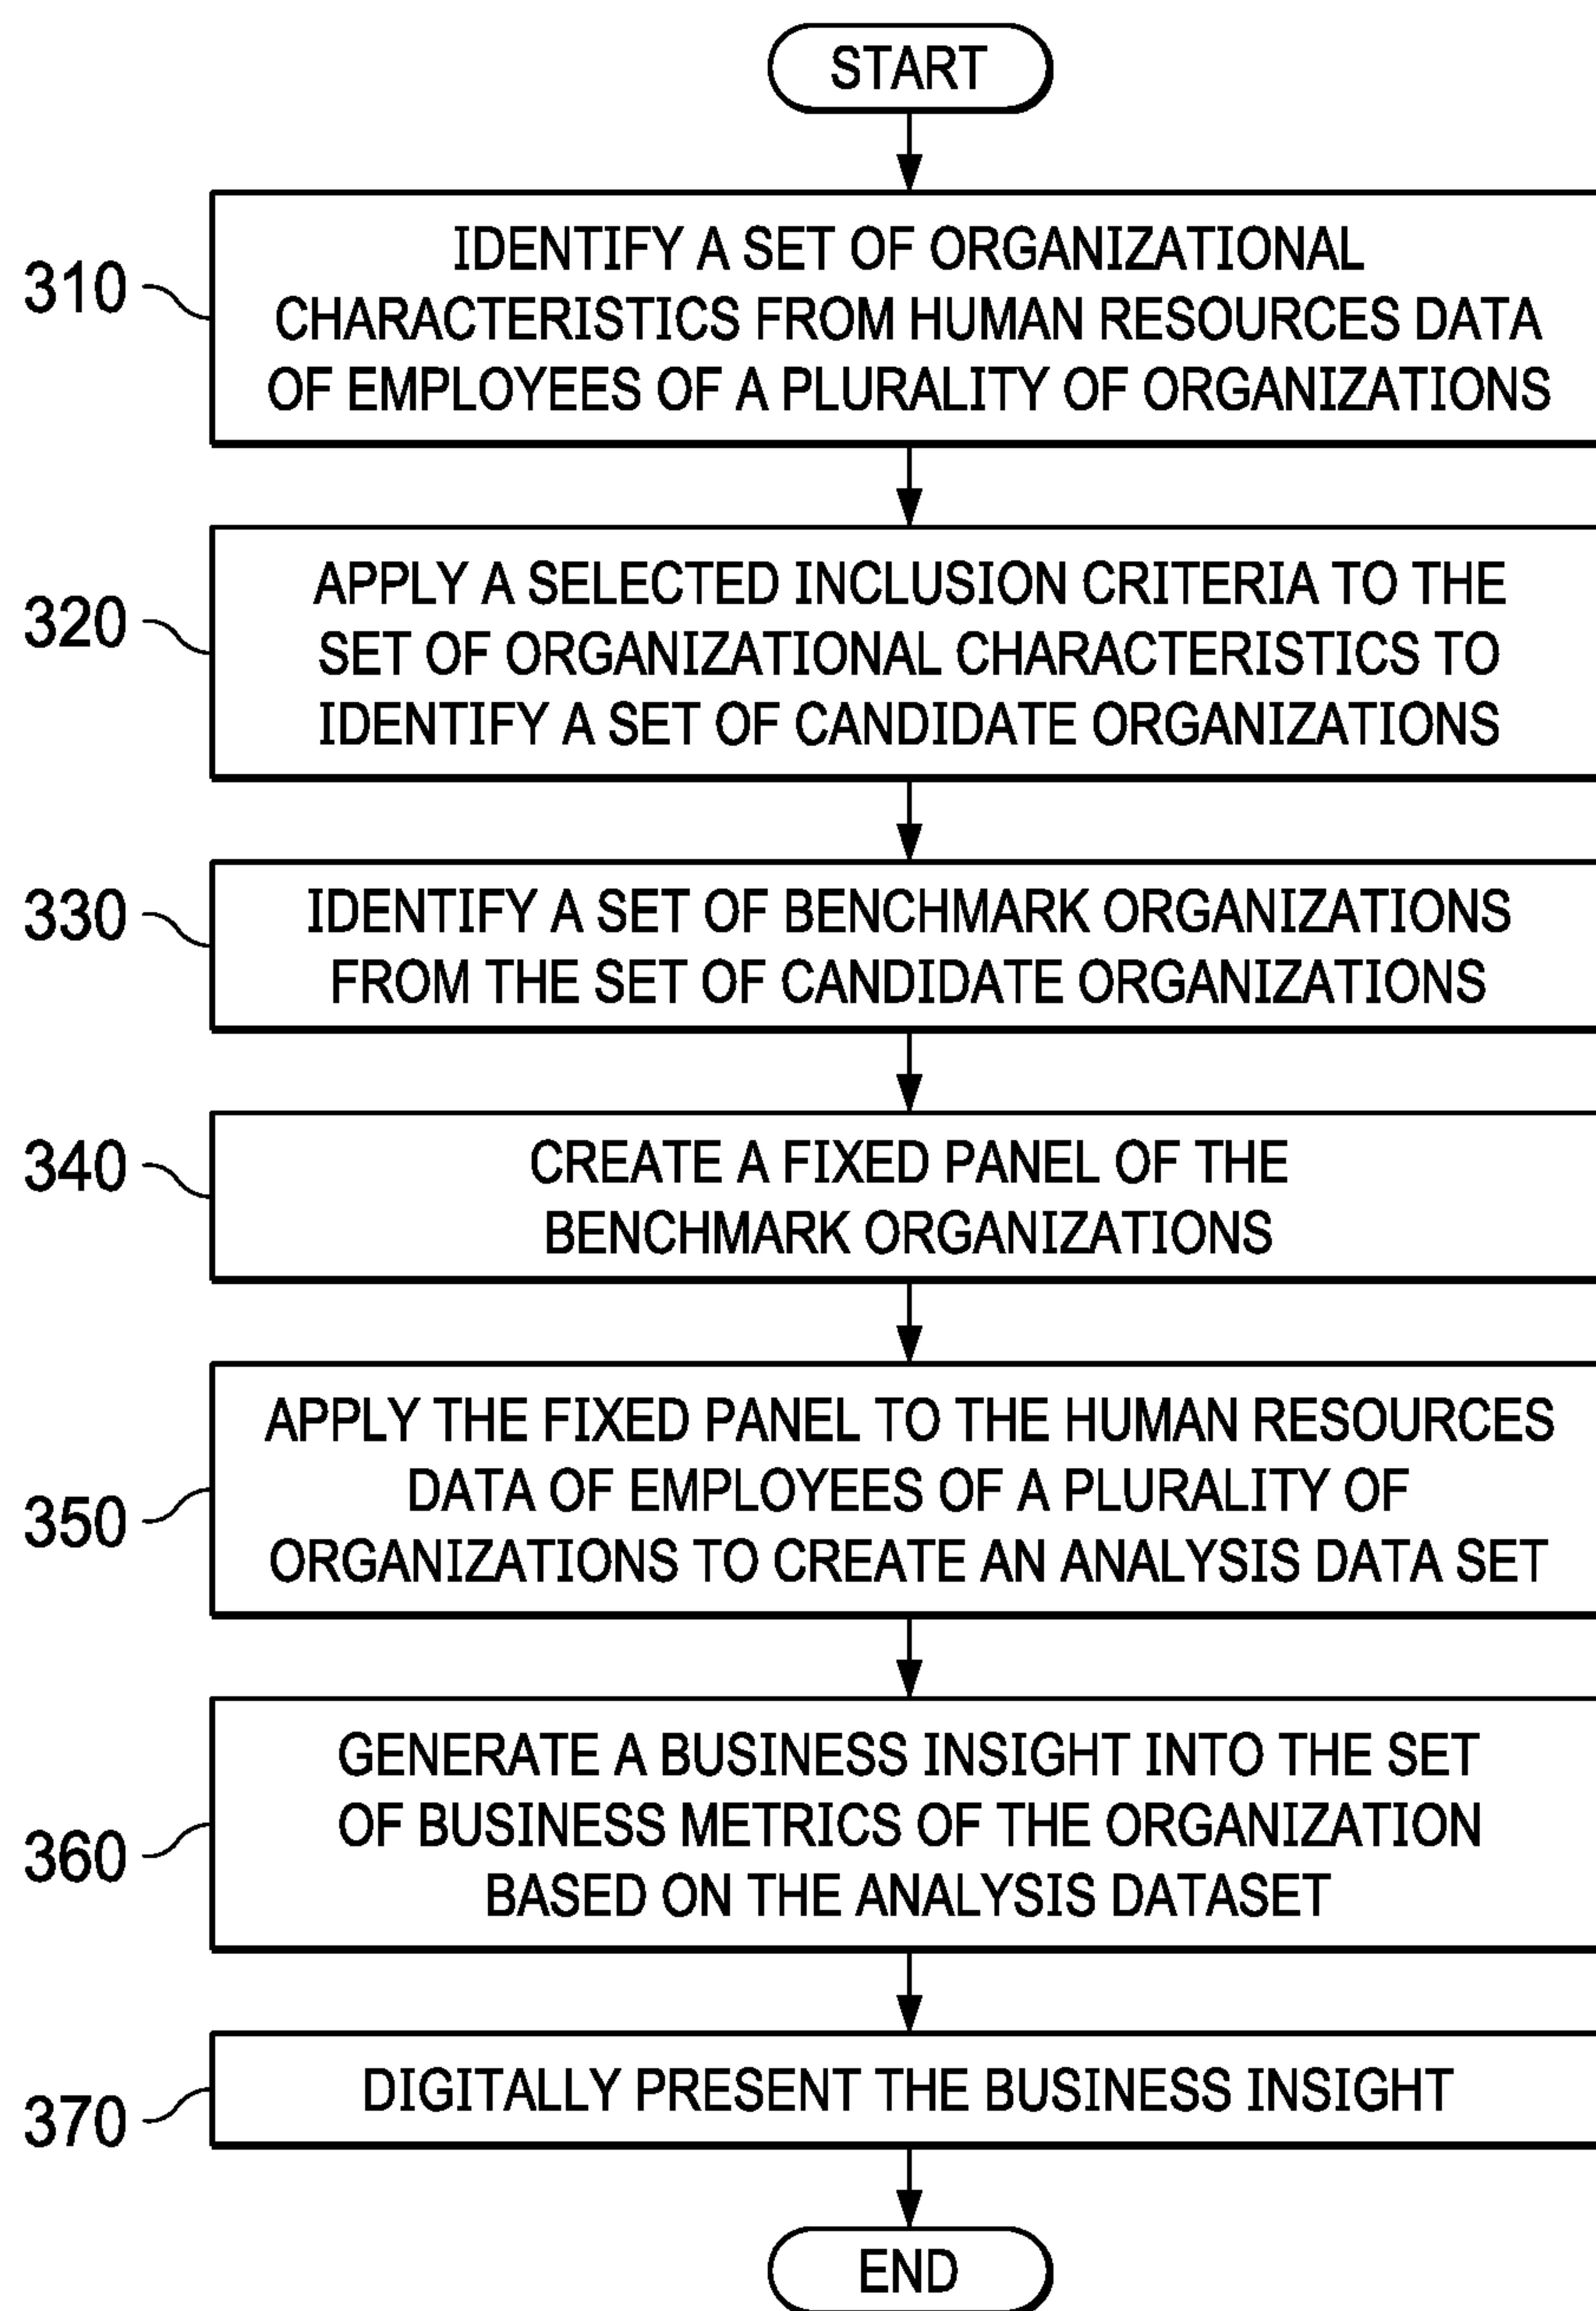 START
310
IDENTIFY A SET OF ORGANIZATIONAL
CHARACTERISTICS FROM HUMAN RESOURCES DATA
OF EMPLOYEES OF A PLURALITY OF ORGANIZATIONS
320
APPLY A SELECTED INCLUSION CRITERIA TO THE
SET OF ORGANIZATIONAL CHARACTERISTICS TO
IDENTIFY A SET OF CANDIDATE ORGANIZATIONS
330
IDENTIFY A SET OF BENCHMARK ORGANIZATIONS
FROM THE SET OF CANDIDATE ORGANIZATIONS
340
CREATE A FIXED PANEL OF THE
BENCHMARK ORGANIZATIONS
350
APPLY THE FIXED PANEL TO THE HUMAN RESOURCES
DATA OF EMPLOYEES OF A PLURALITY OF
ORGANIZATIONS TO CREATE AN ANALYSIS DATA SET
360
GENERATE A BUSINESS INSIGHT INTO THE SET
OF BUSINESS METRICS OF THE ORGANIZATION
BASED ON THE ANALYSIS DATASET
370
DIGITALLY PRESENT THE BUSINESS INSIGHT
END